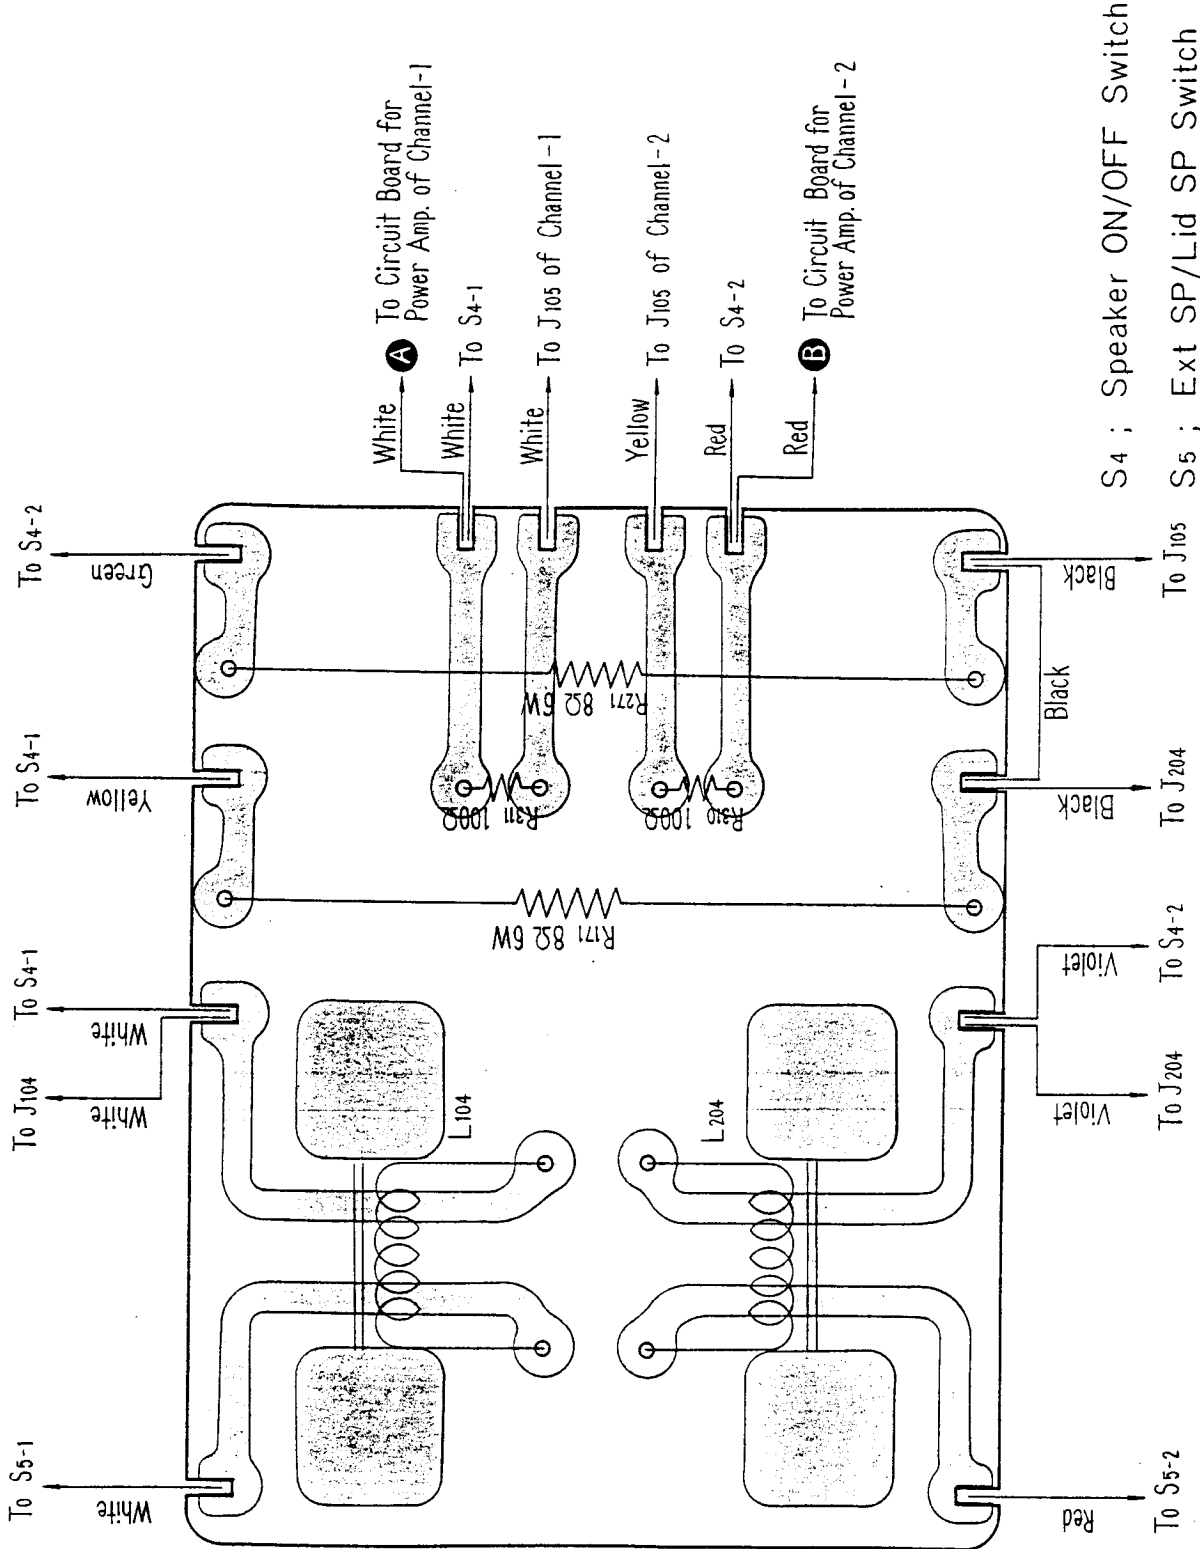 To S4-2
Green
To S4-1
Yellow
To S4-1
White
To J104
White
To S5-1
White
A To Circuit Board for
Power Amp. of Channel-1
White
White
To S4-1
White
To J105 of Channel-1
Yellow
To J105 of Channel-2
Red
To S4-2
Red
B To Circuit Board for
Power Amp. of Channel-2
R271
8Ω 6W
R311
100Ω
R310
100Ω
R171
8Ω 6W
L104
L204
Black
To J105
Black
Black
To J204
Violet
To S4-2
Violet
To J204
Red
To S5-2
S4 ; Speaker ON/OFF Switch
S5 ; Ext SP/Lid SP Switch